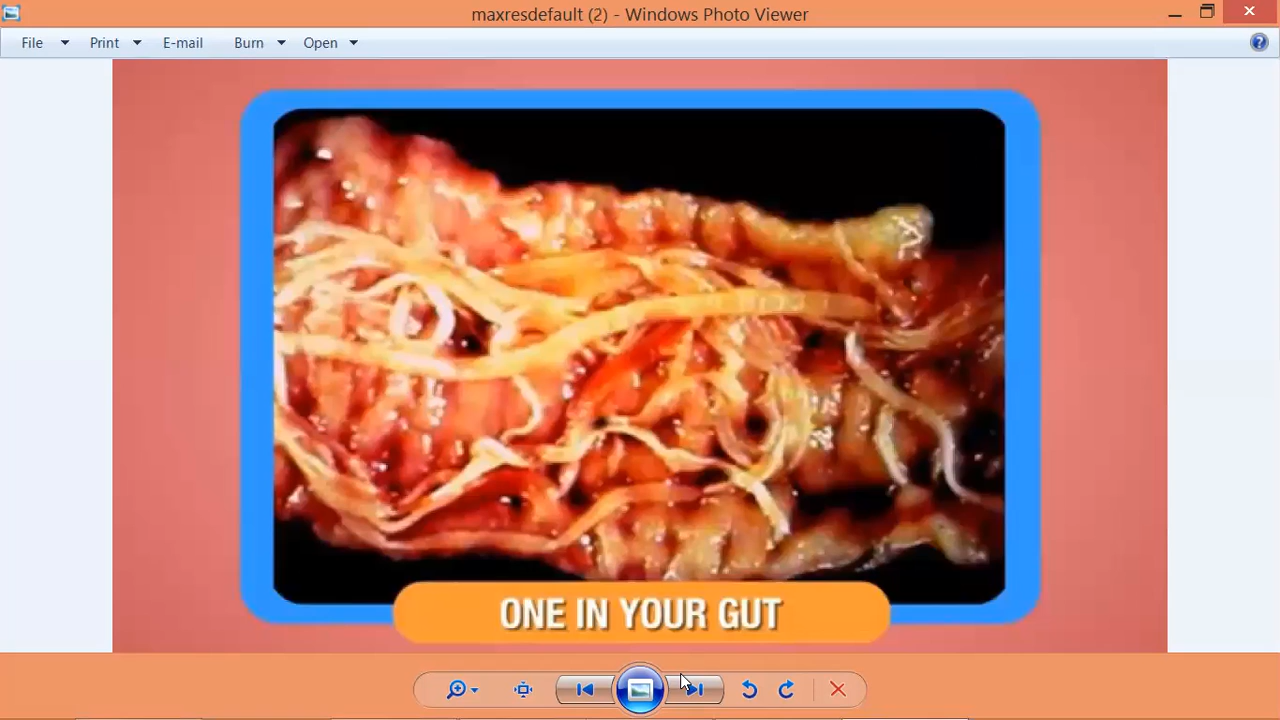 maxresdefault (2) - Windows Photo Viewer
File Print E-mail Burn Open
ONE IN YOUR GUT